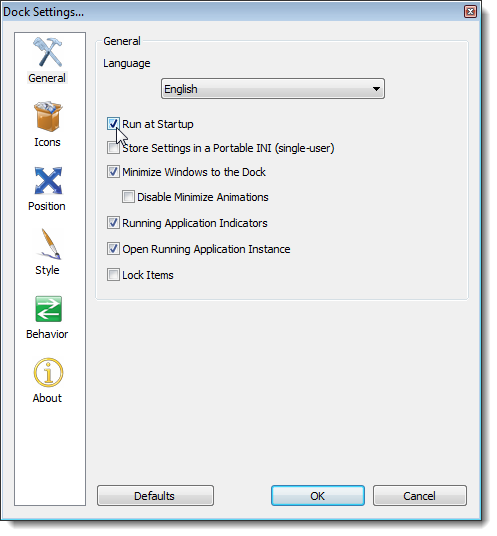 Dock Settings...
General
Icons
Position
Style
Behavior
About
General
Language
English
Run at Startup
Store Settings in a Portable INI (single-user)
Minimize Windows to the Dock
Disable Minimize Animations
Running Application Indicators
Open Running Application Instance
Lock Items
Defaults
OK
Cancel